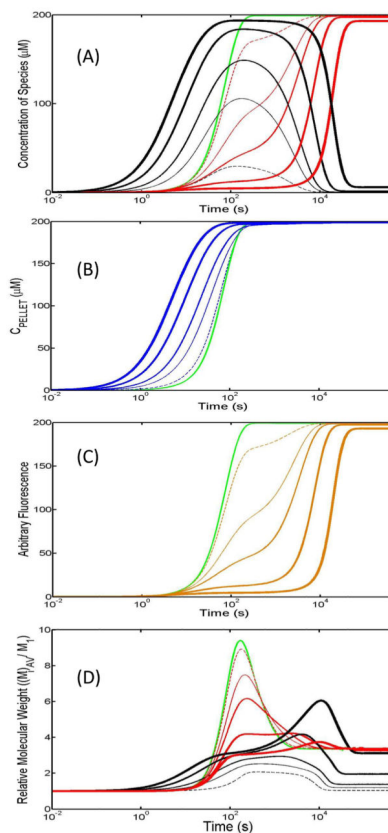 (A)
Concentration of Species (μM)
200
100
0
10⁻² 10⁰ 10² 10⁴
Time (s)
(B)
C_PELLET (μM)
200
150
100
50
0
10⁻² 10⁰ 10² 10⁴
Time (s)
(C)
Arbitrary Fluorescence
200
150
100
50
0
10⁻² 10⁰ 10² 10⁴
Time (s)
(D)
10
8
6
4
2
0
10⁻² 10⁰ 10² 10⁴
Relative Molecular Weight
Time (s)